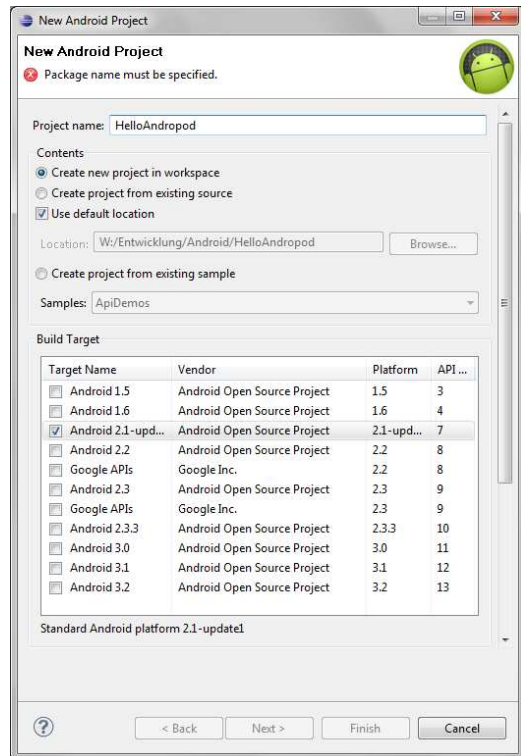 New Android Project
New Android Project
Package name must be specified.
Project name: HelloAndropod
Contents
Create new project in workspace
Create project from existing source
Use default location
Location: W:/Entwicklung/Android/HelloAndropod Browse...
Create project from existing sample
Samples: ApiDemos
Build Target
Target Name Vendor Platform API ...
Android 1.5 Android Open Source Project 1.5 3
Android 1.6 Android Open Source Project 1.6 4
Android 2.1-upd... Android Open Source Project 2.1-upd... 7
Android 2.2 Android Open Source Project 2.2 8
Google APIs Google Inc. 2.2 8
Android 2.3 Android Open Source Project 2.3 9
Google APIs Google Inc. 2.3 9
Android 2.3.3 Android Open Source Project 2.3.3 10
Android 3.0 Android Open Source Project 3.0 11
Android 3.1 Android Open Source Project 3.1 12
Android 3.2 Android Open Source Project 3.2 13
Standard Android platform 2.1-update1
? < Back Next > Finish Cancel